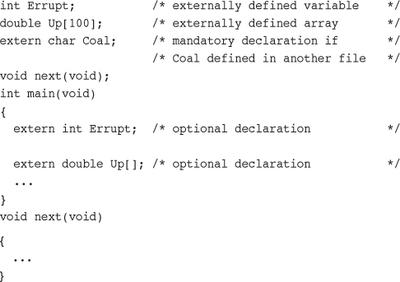 int Errupt;           /* externally defined variable     */
double Up[100];       /* externally defined array        */
extern char Coal;     /* mandatory declaration if        */
                      /* Coal defined in another file    */
void next(void);
int main(void)
{
  extern int Errupt;  /* optional declaration            */
  extern double Up[]; /* optional declaration            */
  ...
}
void next(void)
{
  ...
}